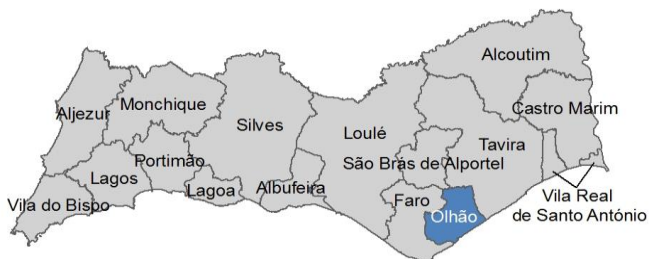 Alcoutim
Aljezur
Monchique
Castro Marim
Silves
Loulé
Tavira
Portimão
São Brás de Alportel
Lagos
Lagoa
Albufeira
Vila do Bispo
Faro
Olhão
Vila Real
de Santo António